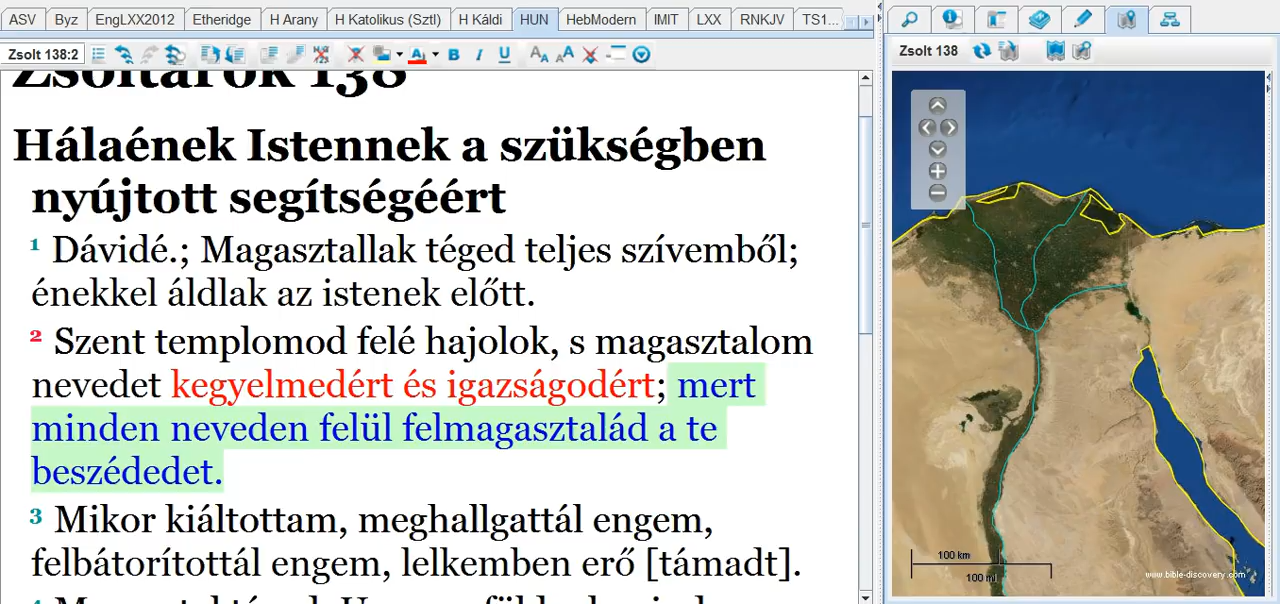 ASV Byz EngLXX2012 Etheridge H Arany H Katolikus (Sztl) H Káldi HUN HebModern IMIT LXX RNKJV TS1...
Zsolt 138:2
Zsoltárok 138
Hálaének Istennek a szükségben
nyújtott segítségéért
1 Dávidé.; Magasztallak téged teljes szívemből;
énekkel áldlak az istenek előtt.
2 Szent templomod felé hajolok, s magasztalom
nevedet kegyelmedért és igazságodért; mert
minden neveden felül felmagasztalád a te
beszédedet.
3 Mikor kiáltottam, meghallgattál engem,
felbátorítottál engem, lelkemben erő [támadt].
Zsolt 138
100 km
100 mi
www.bible-discovery.com